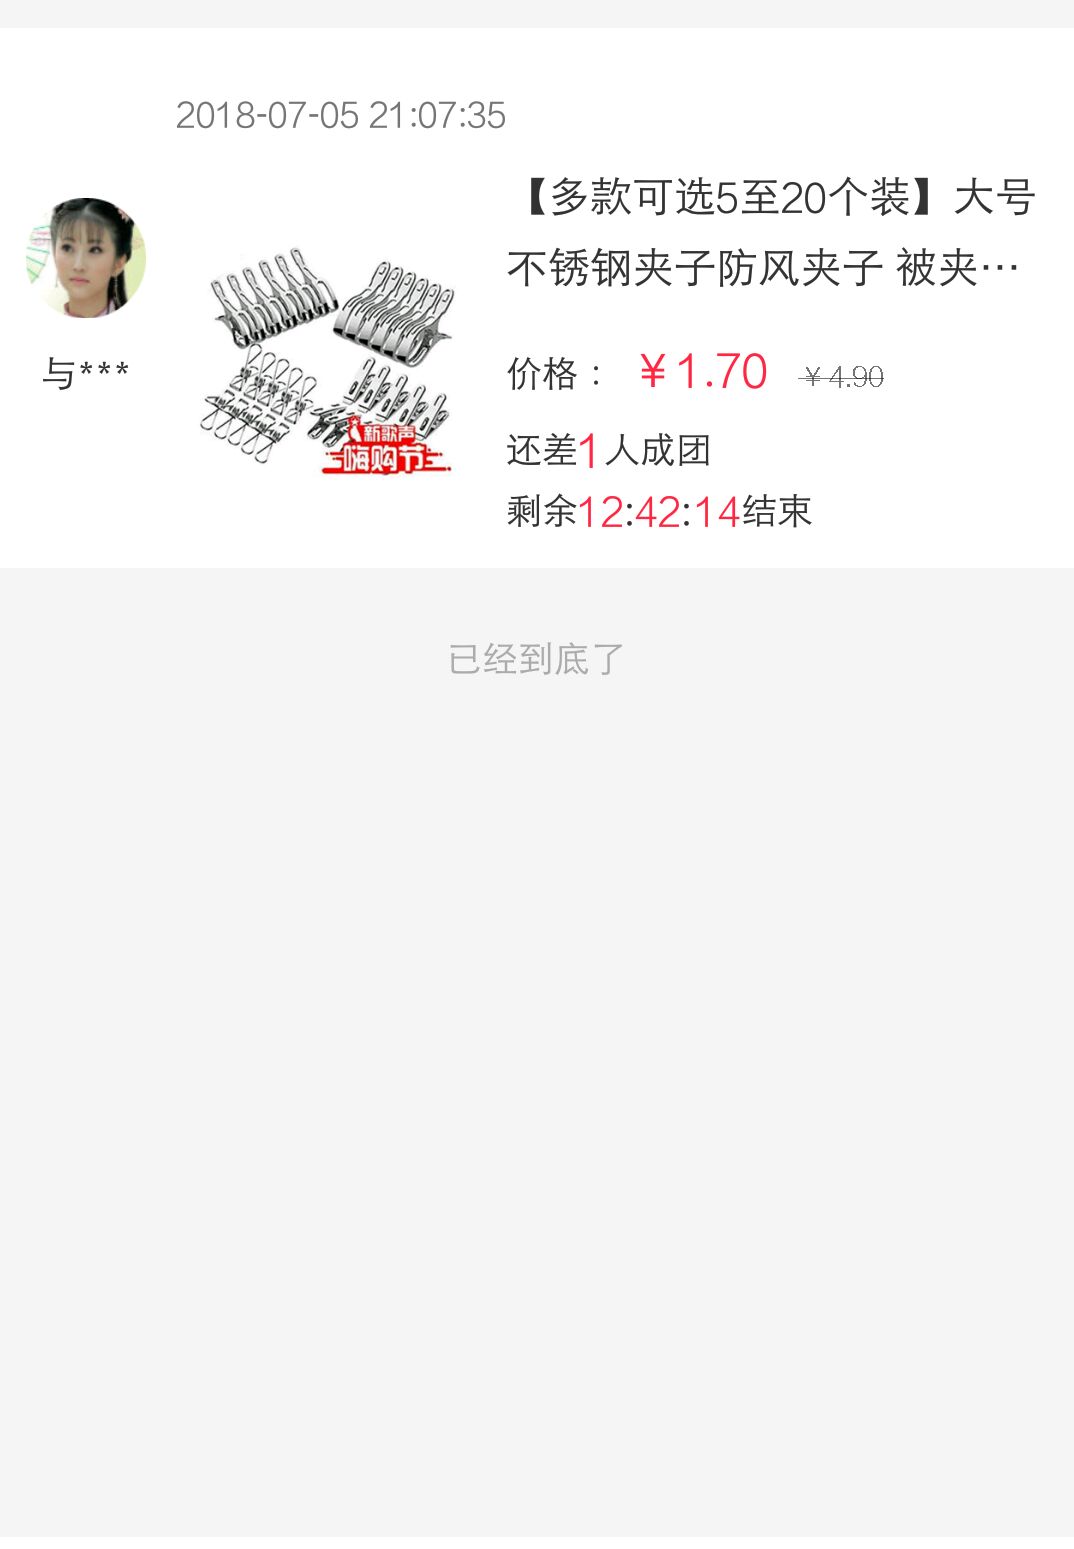 2018-07-05 21:07:35
【多款可选5至20个装】大号
不锈钢夹子防风夹子 被夹…
与***
价格： ￥1.70 ￥4.90
新歌声
嗨购节
还差1人成团
剩余12:42:14结束
已经到底了